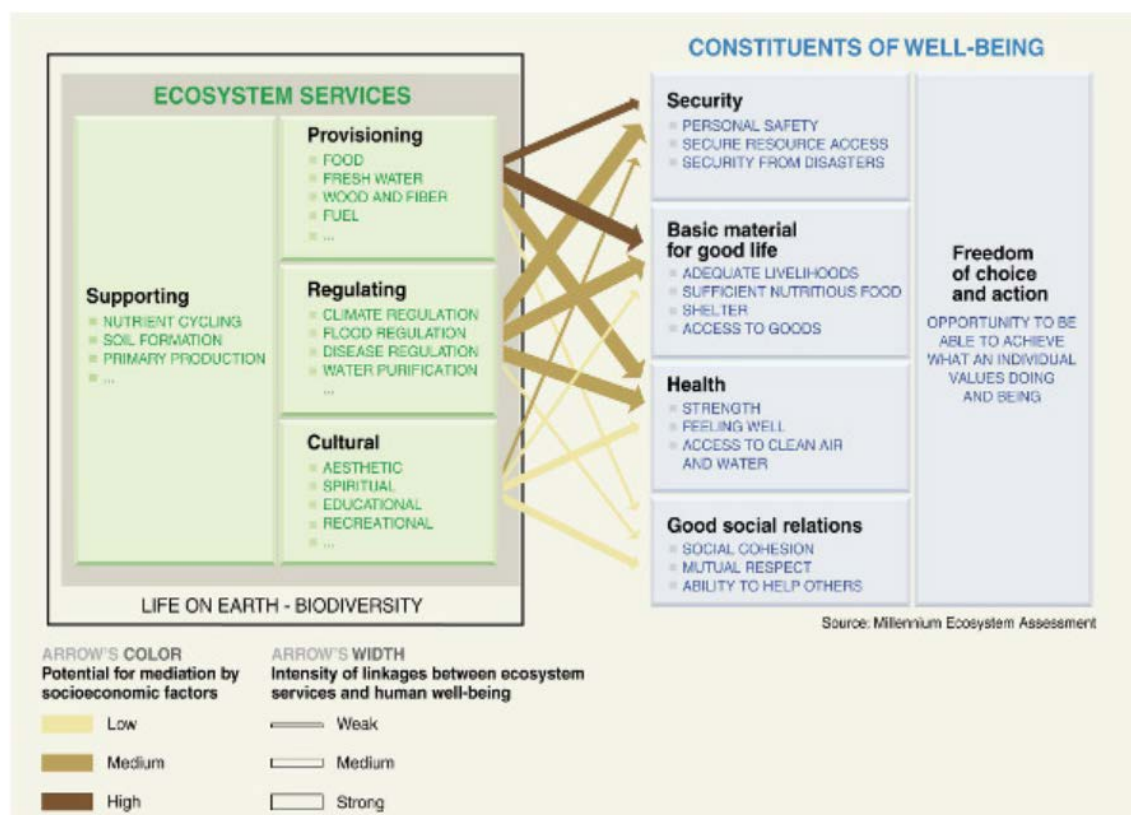 CONSTITUENTS OF WELL-BEING
ECOSYSTEM SERVICES
Supporting
NUTRIENT CYCLING
SOIL FORMATION
PRIMARY PRODUCTION
...
Provisioning
FOOD
FRESH WATER
WOOD AND FIBER
FUEL
...
Regulating
CLIMATE REGULATION
FLOOD REGULATION
DISEASE REGULATION
WATER PURIFICATION
...
Cultural
AESTHETIC
SPIRITUAL
EDUCATIONAL
RECREATIONAL
...
LIFE ON EARTH - BIODIVERSITY
Security
PERSONAL SAFETY
SECURE RESOURCE ACCESS
SECURITY FROM DISASTERS
Basic material
for good life
ADEQUATE LIVELIHOODS
SUFFICIENT NUTRITIOUS FOOD
SHELTER
ACCESS TO GOODS
Health
STRENGTH
FEELING WELL
ACCESS TO CLEAN AIR
AND WATER
Good social relations
SOCIAL COHESION
MUTUAL RESPECT
ABILITY TO HELP OTHERS
Freedom
of choice
and action
OPPORTUNITY TO BE
ABLE TO ACHIEVE
WHAT AN INDIVIDUAL
VALUES DOING
AND BEING
Source: Millennium Ecosystem Assessment
ARROW'S COLOR
Potential for mediation by
socioeconomic factors
Low
Medium
High
ARROW'S WIDTH
Intensity of linkages between ecosystem
services and human well-being
Weak
Medium
Strong